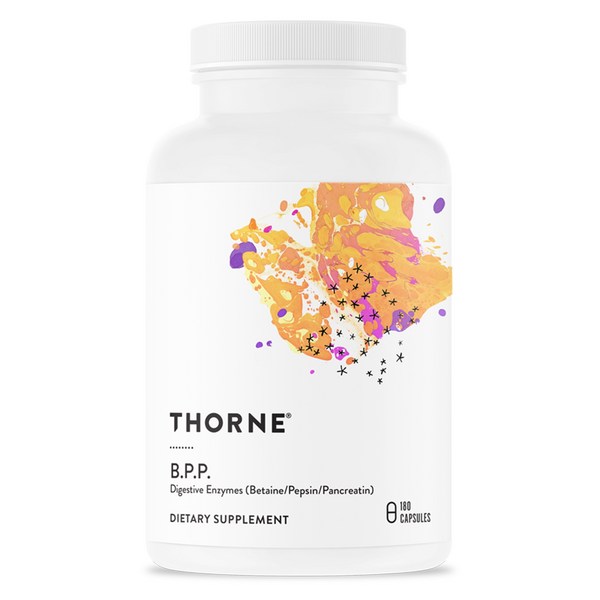 THORNE®
B.P.P.
Digestive Enzymes (Betaine/Pepsin/Pancreatin)
DIETARY SUPPLEMENT
180
CAPSULES